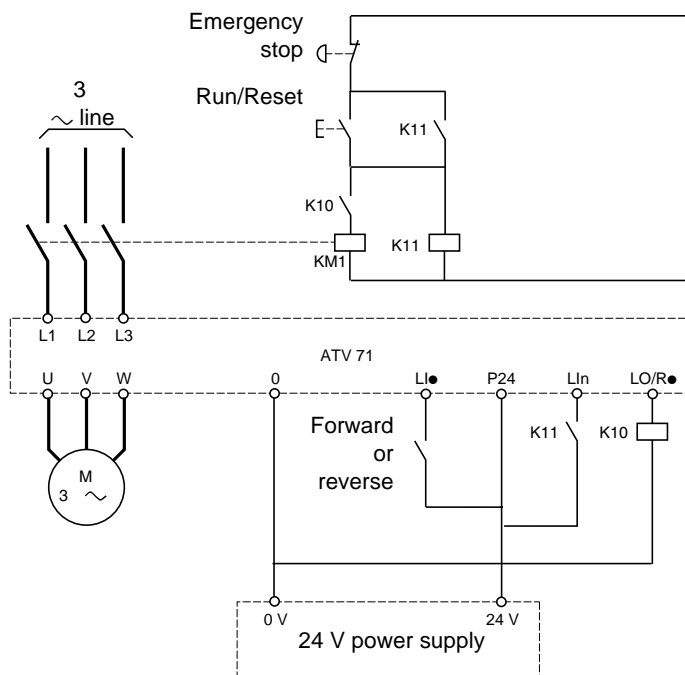 Emergency
stop
3
~ line
Run/Reset
K11
K10
KM1
K11
L1 L2 L3
ATV 71
U V W 0 LI● P24 LIn LO/R●
Forward
or
reverse
K11
K10
M
3 ~
0 V
24 V
24 V power supply